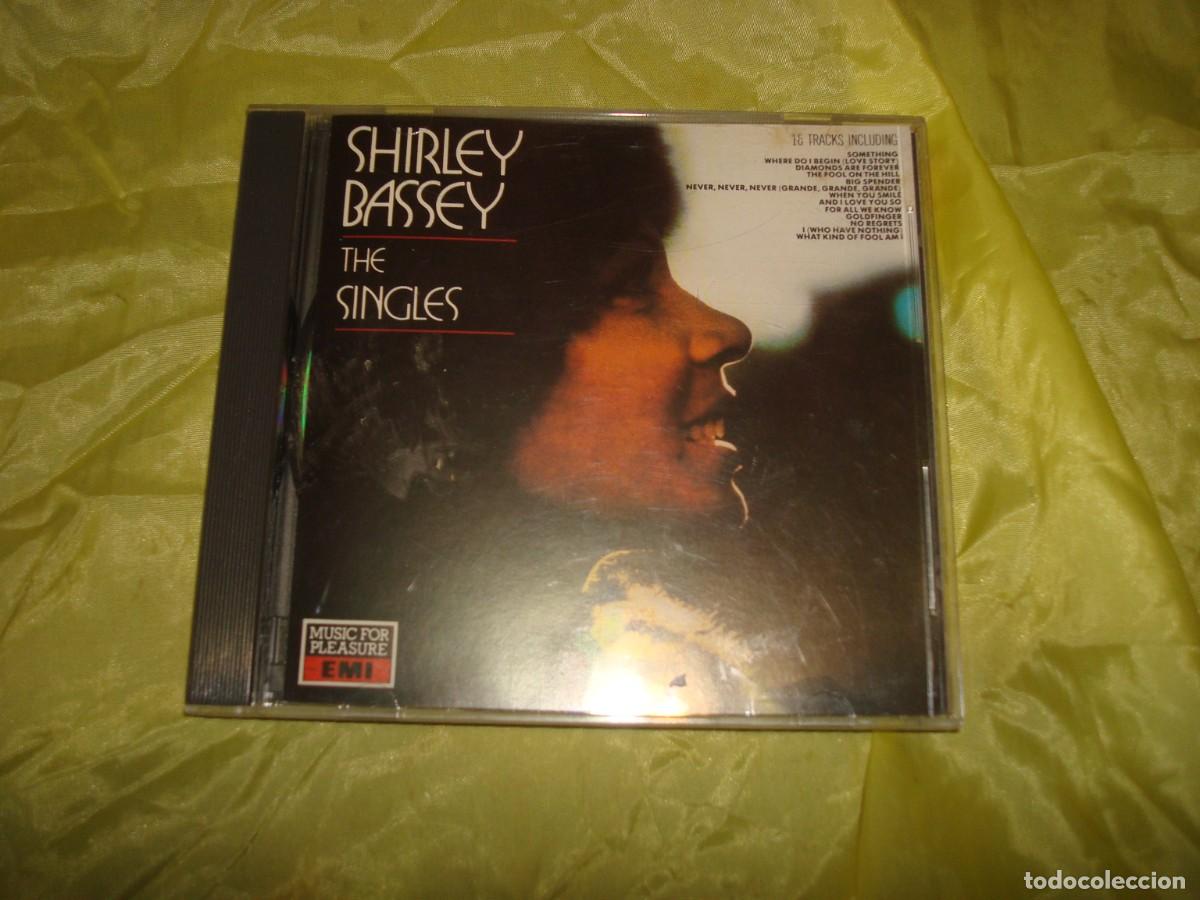 SHIRLEY
BASSEY
THE
SINGLES
18 TRACKS INCLUDING
SOMETHING
WHERE DO I BEGIN (LOVE STORY)
DIAMONDS ARE FOREVER
THE FOOL ON THE HILL
BIG SPENDER
NEVER, NEVER, NEVER (GRANDE, GRANDE, GRANDE)
WHEN YOU SMILE
AND I LOVE YOU SO
FOR ALL WE KNOW
GOLDFINGER
NO REGRETS
I (WHO HAVE NOTHING)
WHAT KIND OF FOOL AM I
MUSIC FOR
PLEASURE
EMI
todocoleccion